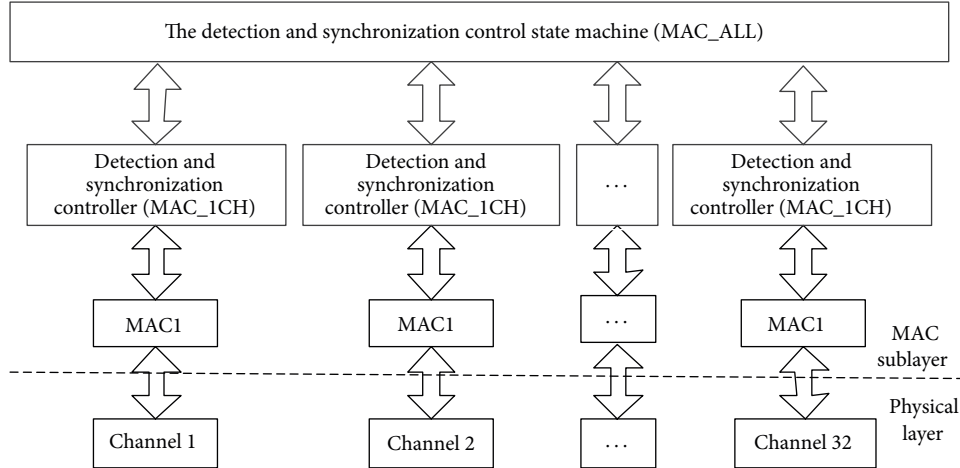 The detection and synchronization control state machine (MAC_ALL)
Detection and
synchronization
controller (MAC_1CH)
Detection and
synchronization
controller (MAC_1CH)
...
Detection and
synchronization
controller (MAC_1CH)
MAC1
MAC1
...
MAC1
MAC
sublayer
Physical
layer
Channel 1
Channel 2
...
Channel 32